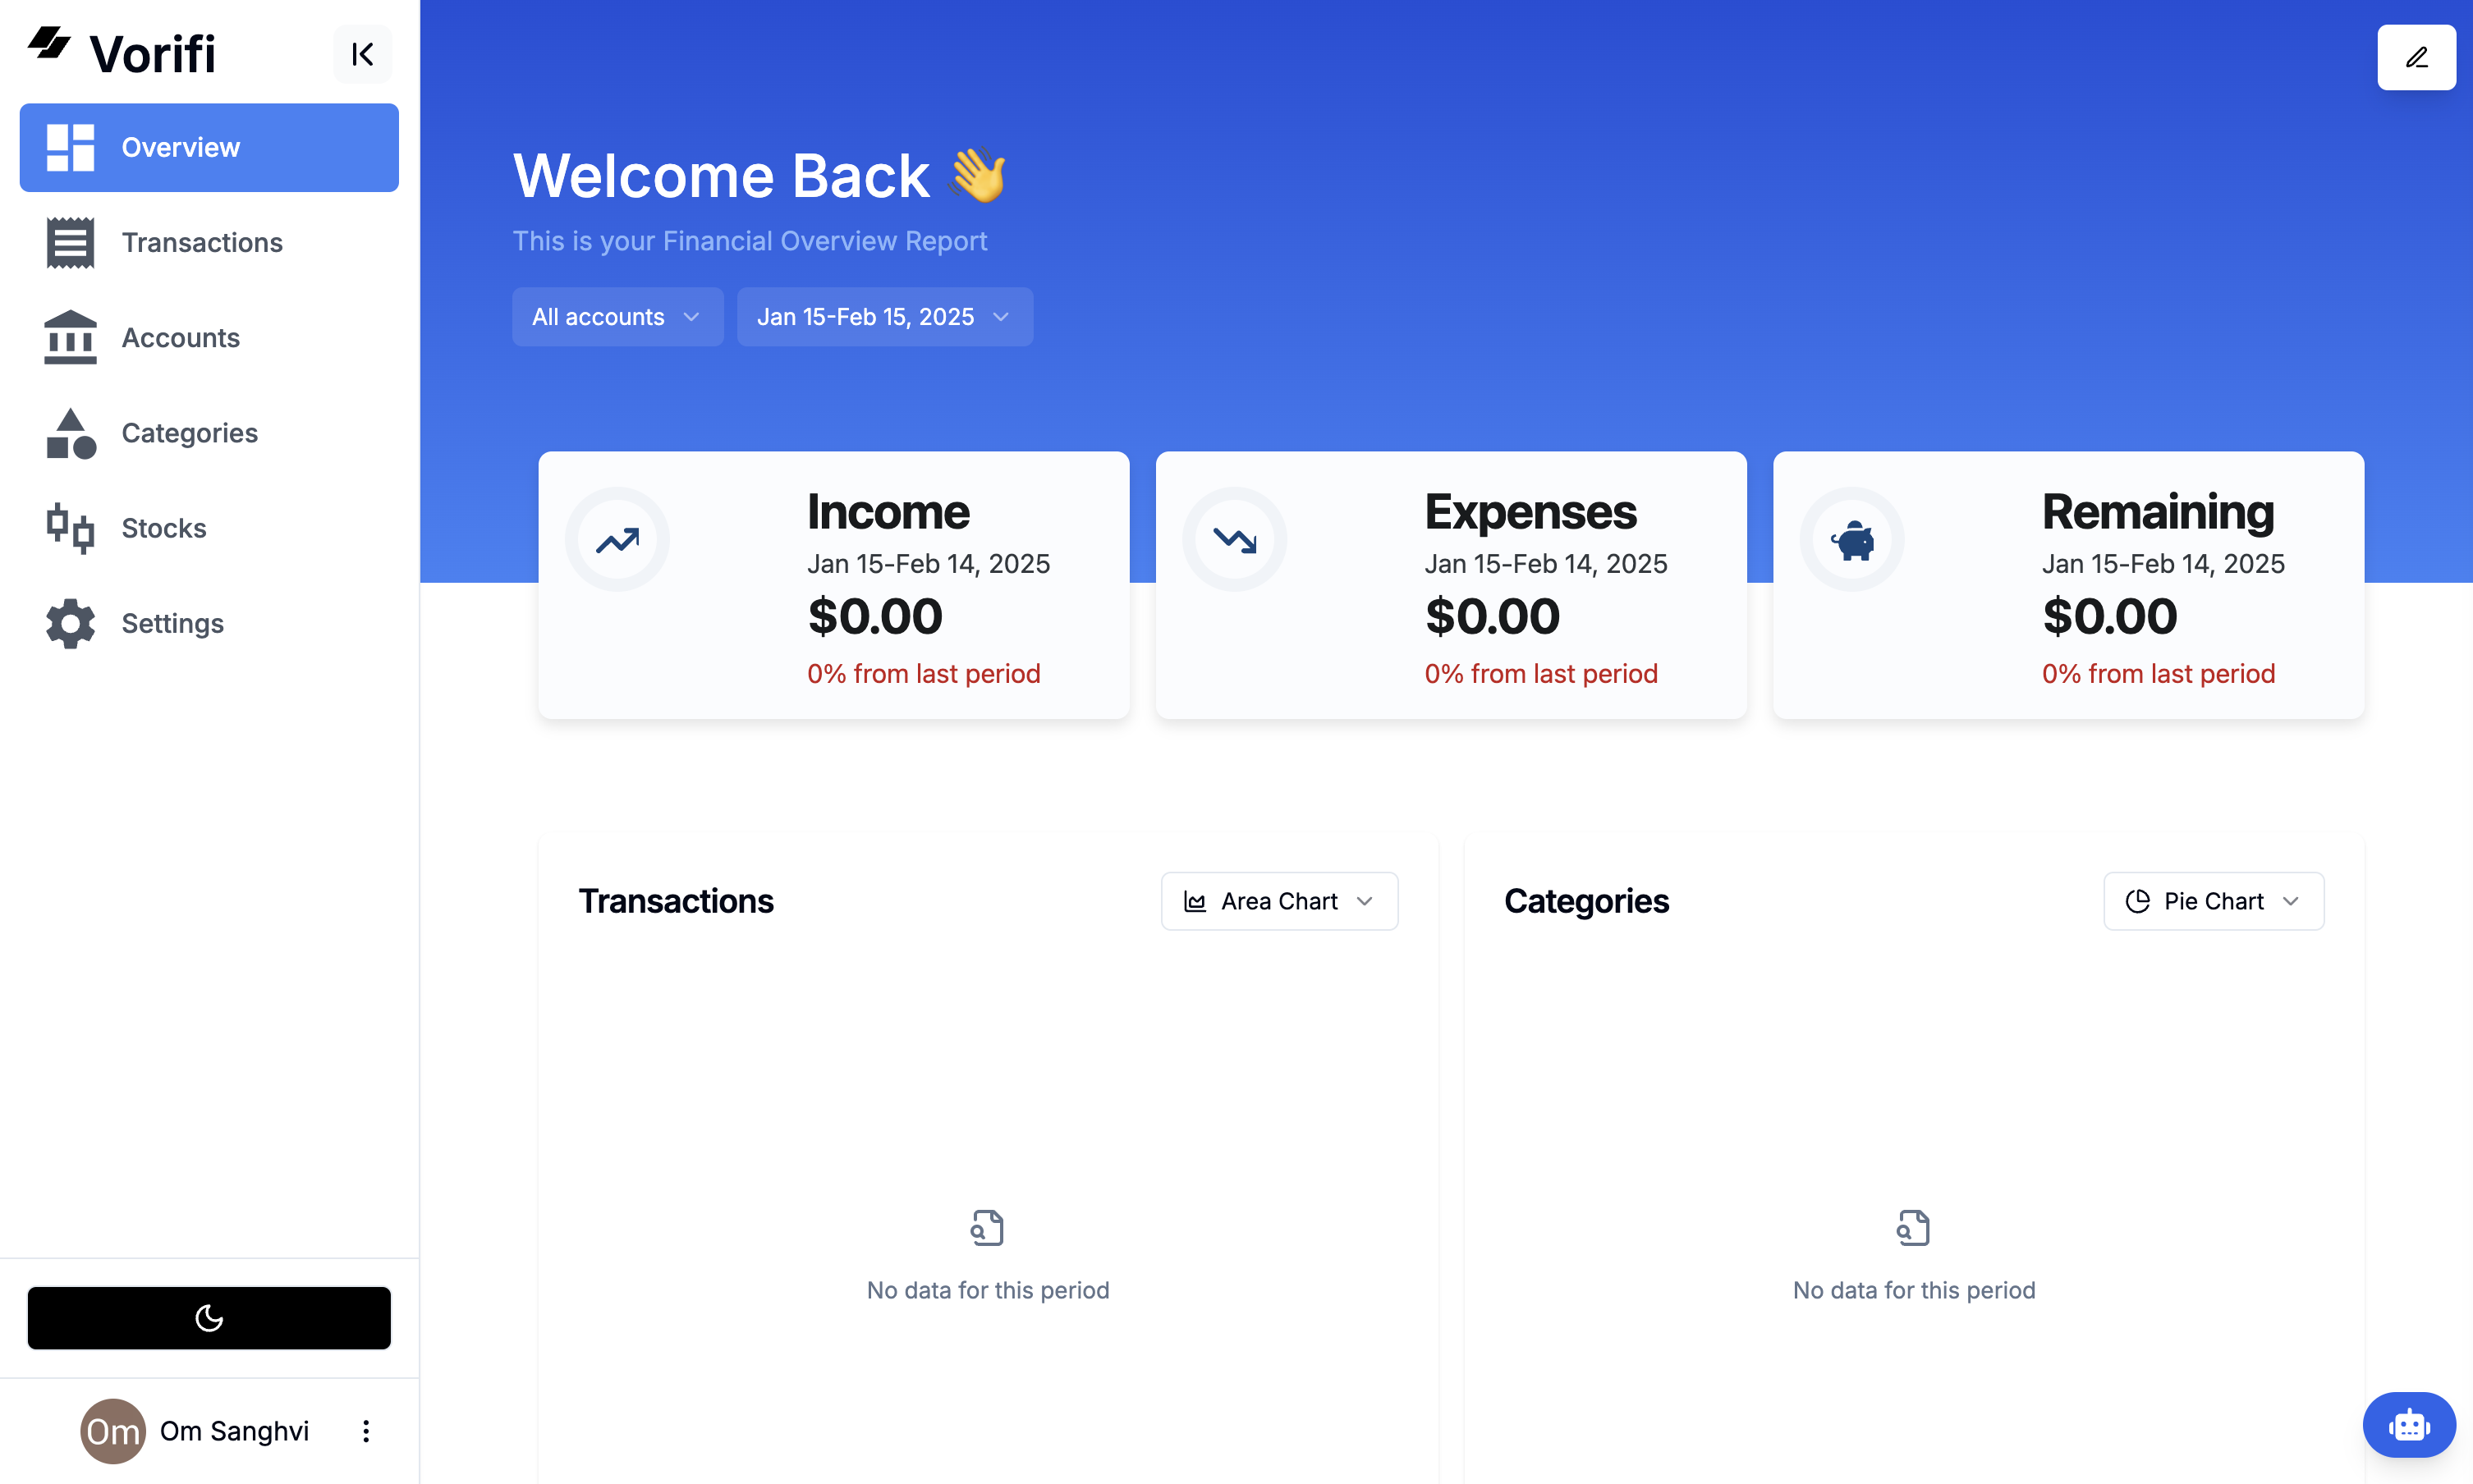 Vorifi
Overview
Transactions
Accounts
Categories
Stocks
Settings
Om
Om Sanghvi
Welcome Back 👋
This is your Financial Overview Report
All accounts
Jan 15-Feb 15, 2025
Income
Jan 15-Feb 14, 2025
$0.00
0% from last period
Expenses
Jan 15-Feb 14, 2025
$0.00
0% from last period
Remaining
Jan 15-Feb 14, 2025
$0.00
0% from last period
Transactions
Area Chart
No data for this period
Categories
Pie Chart
No data for this period